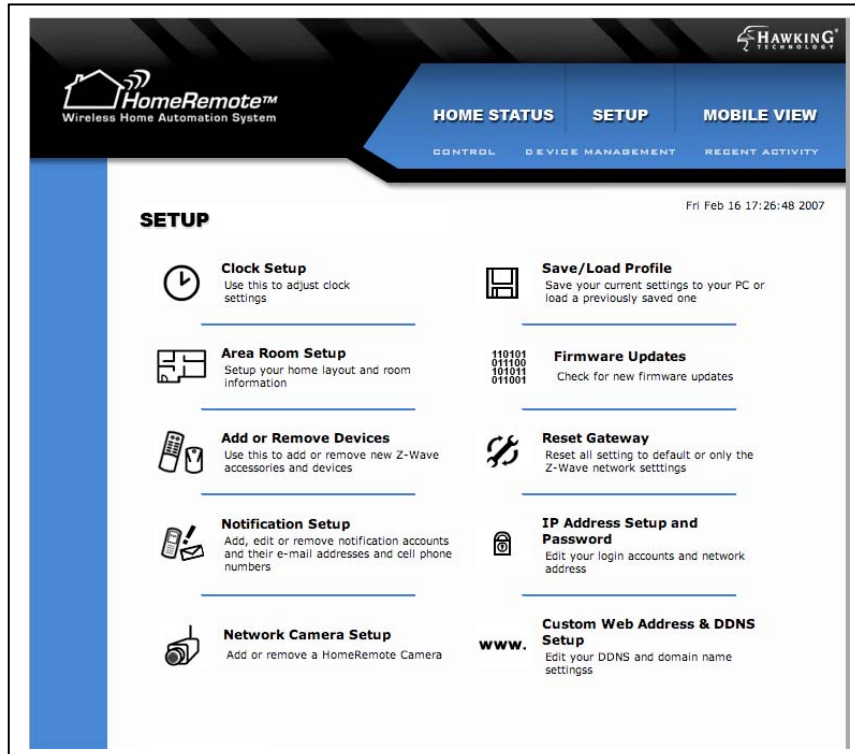 HAWKING
TECHNOLOGY
HomeRemote™
Wireless Home Automation System
HOME STATUS SETUP MOBILE VIEW
CONTROL DEVICE MANAGEMENT RECENT ACTIVITY
Fri Feb 16 17:26:48 2007
SETUP
Clock Setup
Use this to adjust clock
settings
Save/Load Profile
Save your current settings to your PC or
load a previously saved one
Area Room Setup
Setup your home layout and room
information
110101
011100
101011
011001
Firmware Updates
Check for new firmware updates
Add or Remove Devices
Use this to add or remove new Z-Wave
accessories and devices
Reset Gateway
Reset all setting to default or only the
Z-Wave network setttings
Notification Setup
Add, edit or remove notification accounts
and their e-mail addresses and cell phone
numbers
IP Address Setup and
Password
Edit your login accounts and network
address
Network Camera Setup
Add or remove a HomeRemote Camera
www.
Custom Web Address & DDNS
Setup
Edit your DDNS and domain name
settingss